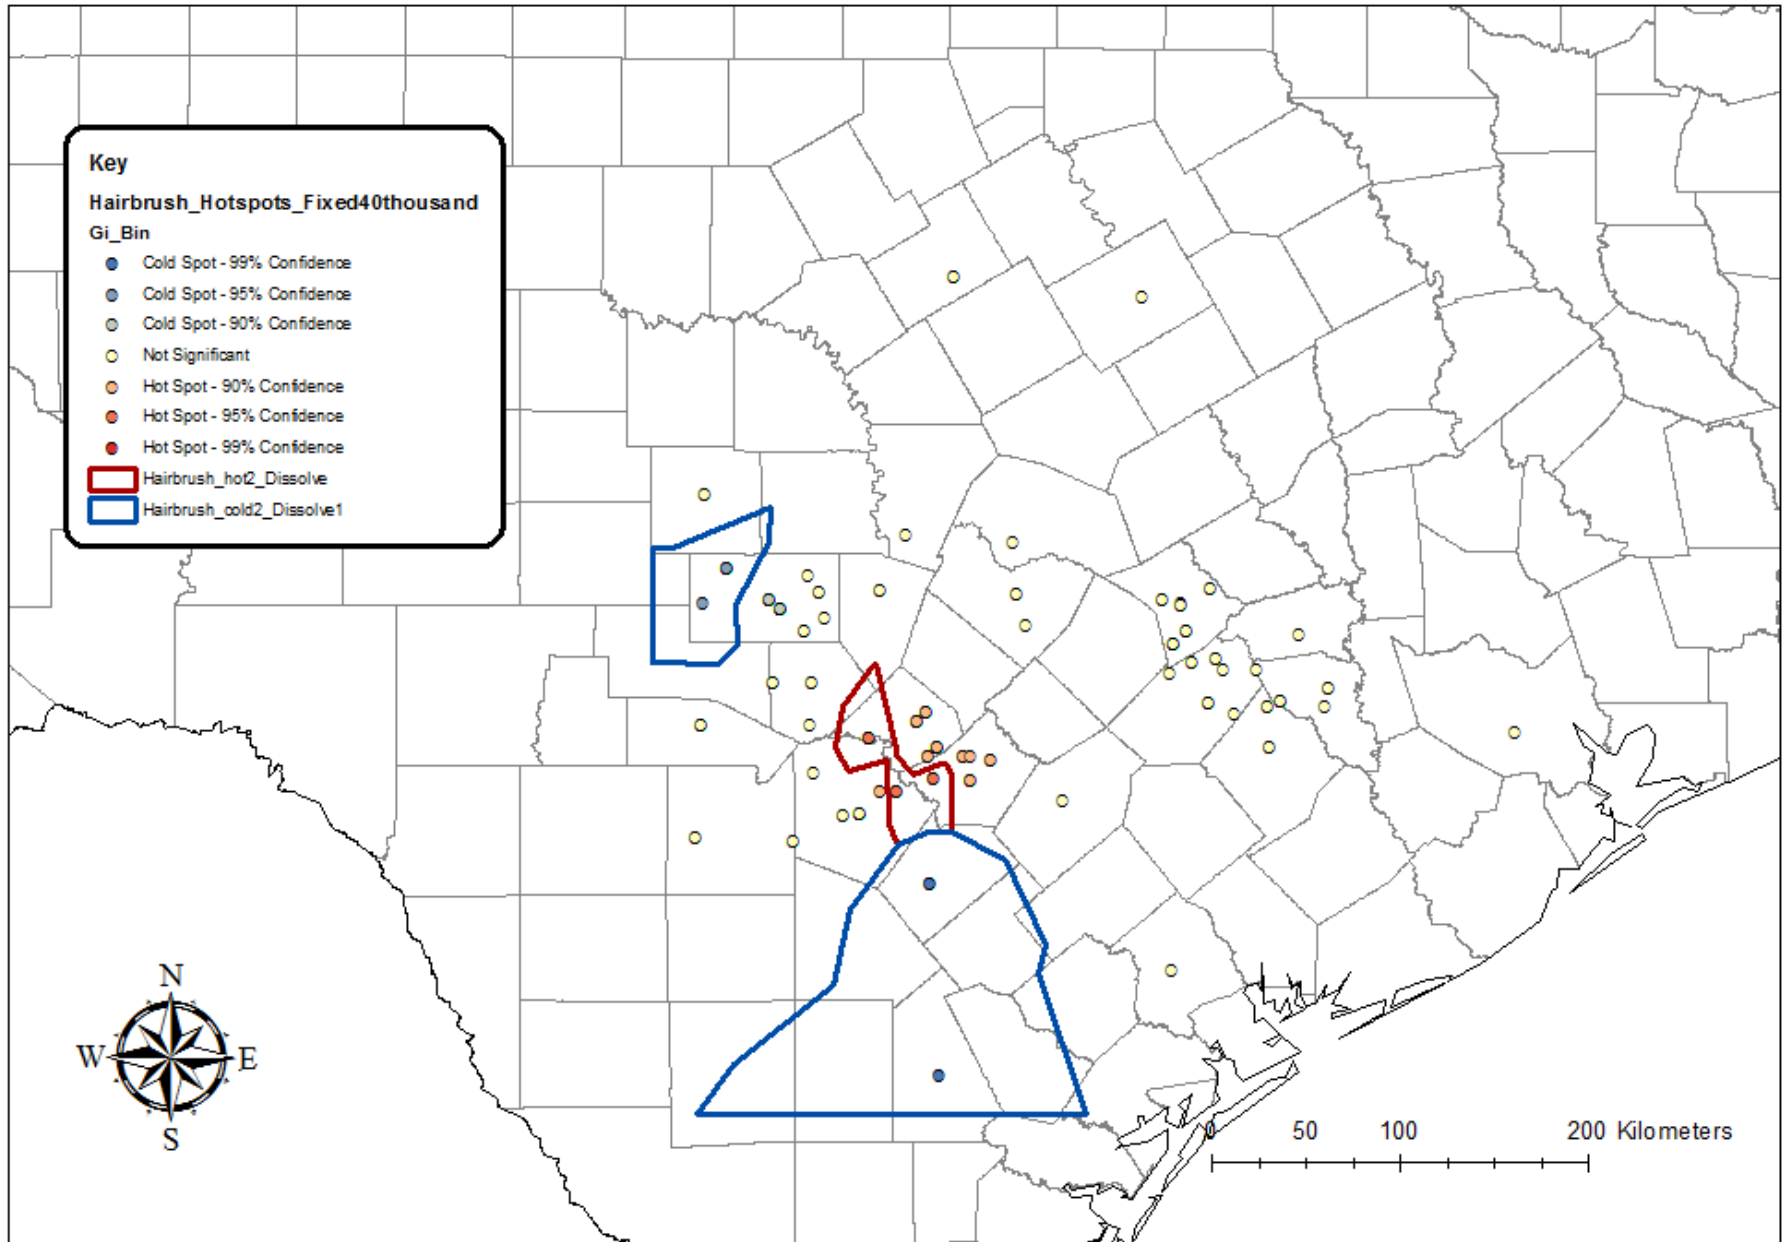 Key
Hairbrush_Hotspots_Fixed40thousand
Gi_Bin
Cold Spot - 99% Confidence
Cold Spot - 95% Confidence
Cold Spot - 90% Confidence
Not Significant
Hot Spot - 90% Confidence
Hot Spot - 95% Confidence
Hot Spot - 99% Confidence
Hairbrush_hot2_Dissolve
Hairbrush_cold2_Dissolve1
N
W E
S
0 50 100 200 Kilometers